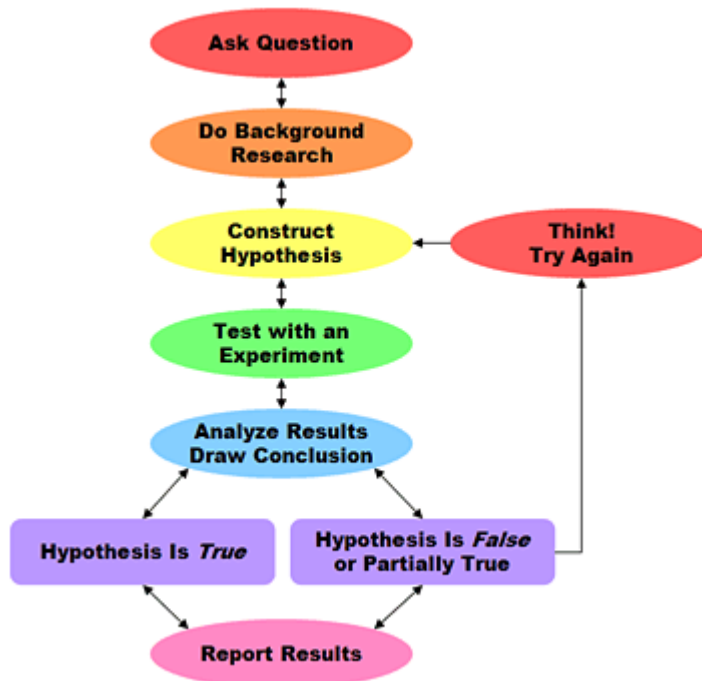 Ask Question
Do Background
Research
Construct
Hypothesis
Think!
Try Again
Test with an
Experiment
Analyze Results
Draw Conclusion
Hypothesis Is True
Hypothesis Is False
or Partially True
Report Results